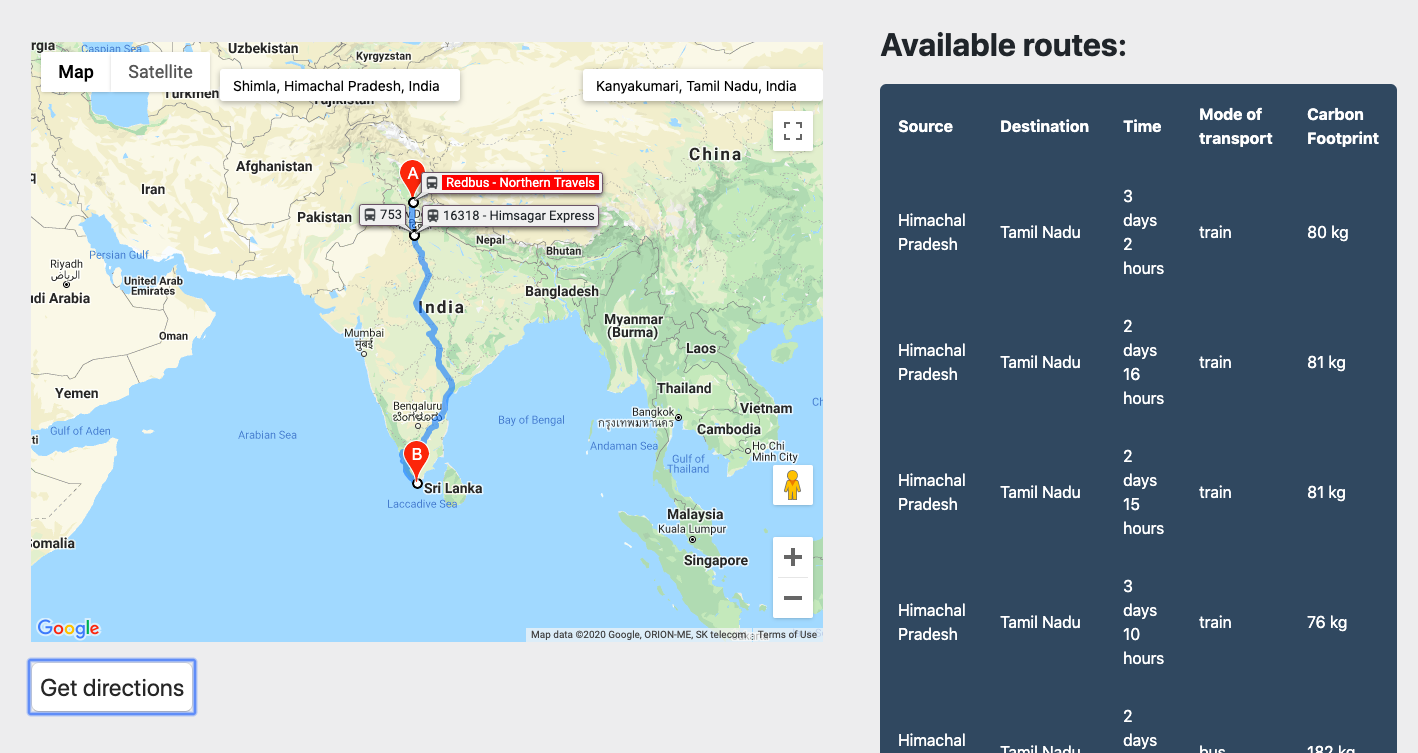 Available routes:
Map
Satellite
Shimla, Himachal Pradesh, India
Kanyakumari, Tamil Nadu, India
Caspian Sea
Uzbekistan
Kyrgyzstan
Tajikistan
China
Afghanistan
Iran
Pakistan
A
Redbus - Northern Travels
753
16318 - Himsagar Express
Nepal
Bhutan
Persian Gulf
Riyadh
الرياض
United Arab
Emirates
Bangladesh
India
Myanmar
(Burma)
Oman
Mumbai
मुंबई
Laos
Yemen
Thailand
Bengaluru
ಬೆಂಗಳೂರು
Bay of Bengal
Bangkok
กรุงเทพมหานคร
Vietnam
Cambodia
Gulf of Aden
Arabian Sea
Andaman Sea
Ho Chi
Minh City
Gulf of
Thailand
B
Sri Lanka
Laccadive Sea
Malaysia
Kuala Lumpur
Singapore
Google
Map data ©2020 Google, ORION-ME, SK telecom
Terms of Use
Get directions
Source Destination Time Mode of transport Carbon Footprint
Himachal Pradesh Tamil Nadu 3 days 2 hours train 80 kg
Himachal Pradesh Tamil Nadu 2 days 16 hours train 81 kg
Himachal Pradesh Tamil Nadu 2 days 15 hours train 81 kg
Himachal Pradesh Tamil Nadu 3 days 10 hours train 76 kg
Himachal Tamil Nadu 2 days bus 182 kg